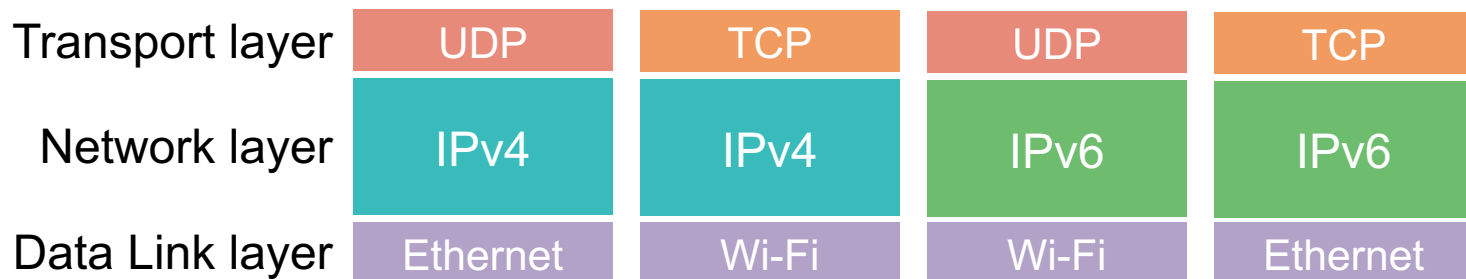 Transport layer UDP TCP UDP TCP
Network layer IPv4 IPv4 IPv6 IPv6
Data Link layer Ethernet Wi-Fi Wi-Fi Ethernet